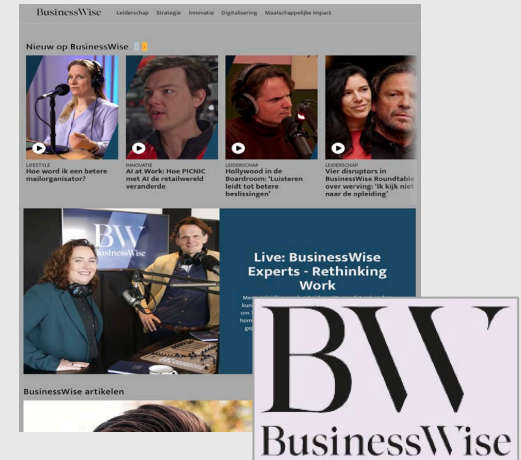 BusinessWise
Leiderschap Strategie Innovatie Digitalisering Maatschappelijke impact
Nieuw op BusinessWise
LIFESTYLE
Hoe word ik een betere
mailorganisator?
INNOVATIE
AI at Work: Hoe PICNIC
met AI de retailwereld
veranderde
LEIDERSCHAP
Hollywood in de
Boardroom: 'Luisteren
leidt tot betere
beslissingen'
LEIDERSCHAP
Vier disruptors in
BusinessWise Roundtable
over werving: 'Ik kijk niet
naar de opleiding'
BW
BusinessWise
Live: BusinessWise
Experts - Rethinking
Work
BusinessWise artikelen
BW
BusinessWise